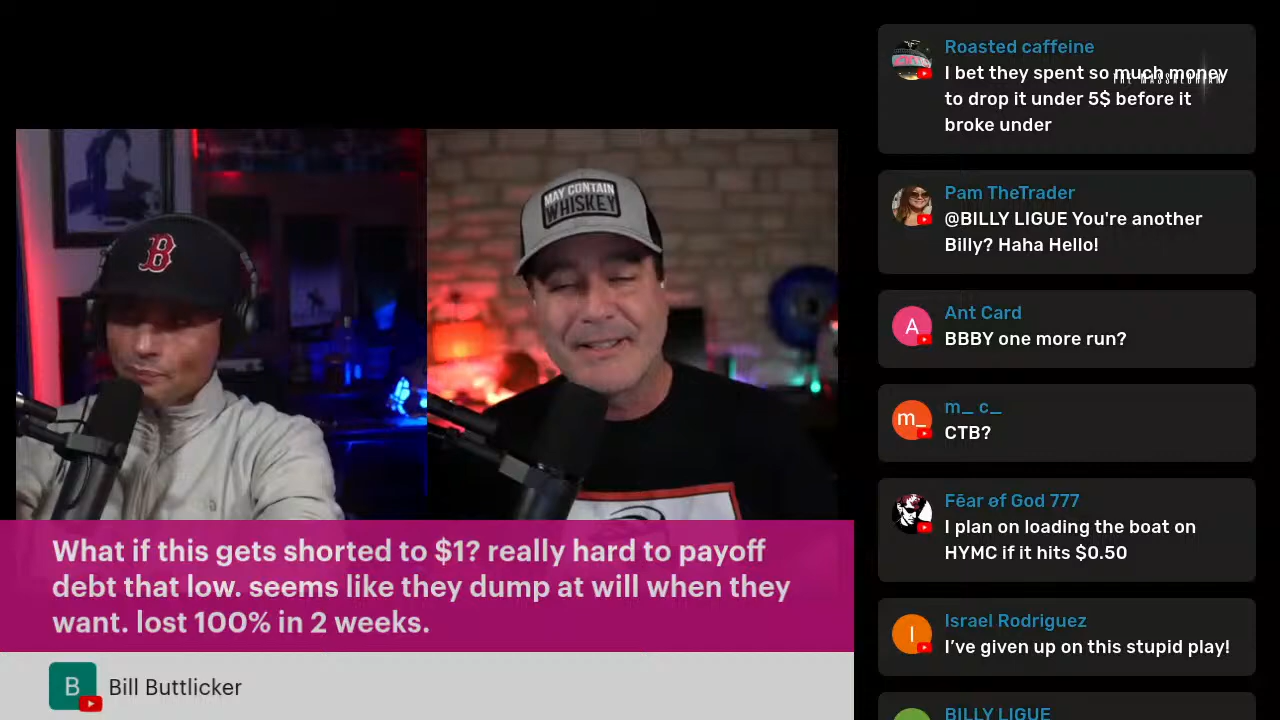 B
MAY CONTAIN
WHISKEY
What if this gets shorted to $1? really hard to payoff
debt that low. seems like they dump at will when they
want. lost 100% in 2 weeks.
B
Bill Buttlicker
Roasted caffeine
I bet they spent so much money
to drop it under 5$ before it
broke under
Pam TheTrader
@BILLY LIGUE You're another
Billy? Haha Hello!
A
Ant Card
BBBY one more run?
m_
m_ c_
CTB?
Fēar øf God 777
I plan on loading the boat on
HYMC if it hits $0.50
I
Israel Rodriguez
I’ve given up on this stupid play!
BILLY LIGUE